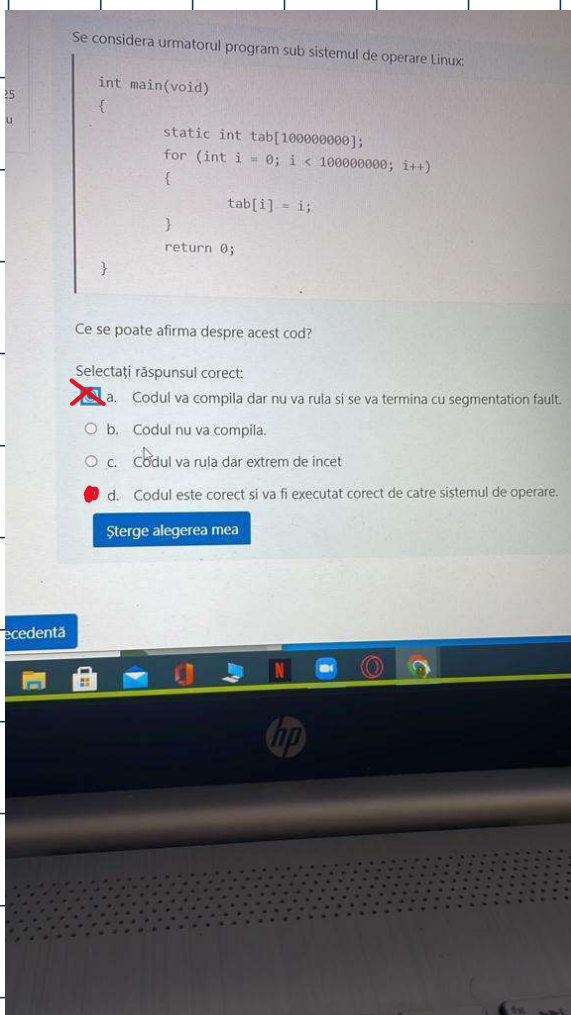 Se considera urmatorul program sub sistemul de operare Linux:
25
u
int main(void)
{
static int tab[100000000];
for (int i = 0; i < 100000000; i++)
{
tab[i] = i;
}
return 0;
}
Ce se poate afirma despre acest cod?
Selectați răspunsul corect:
a. Codul va compila dar nu va rula si se va termina cu segmentation fault.
b. Codul nu va compila.
c. Codul va rula dar extrem de incet
d. Codul este corect si va fi executat corect de catre sistemul de operare.
Șterge alegerea mea
ecedentă
N
hp